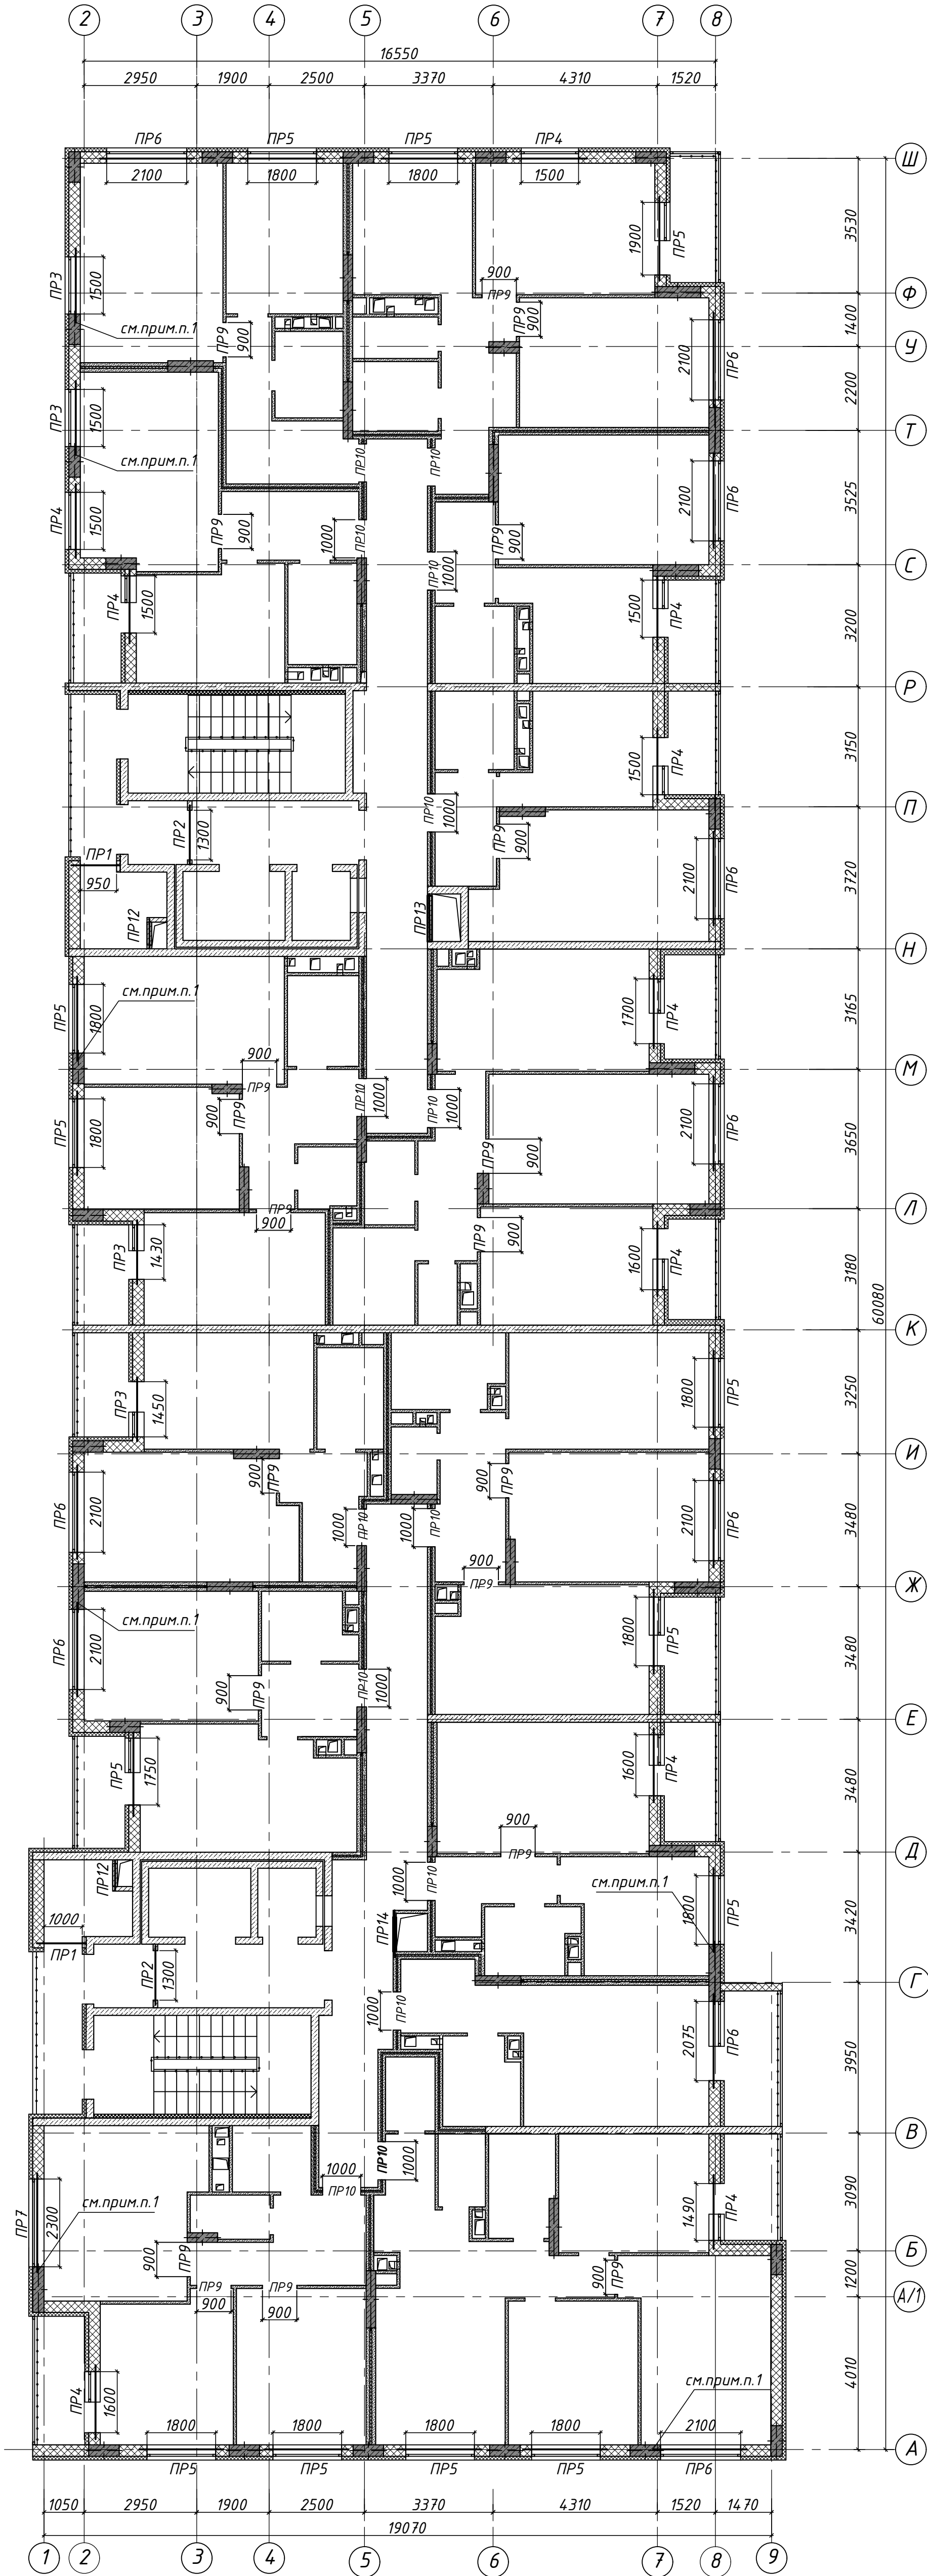 2 3 4 5 6 7 8
16550
2950 1900 2500 3370 4310 1520
ПР6 ПР5 ПР5 ПР4
Ш
2100 1800 1800 1500
1900 ПР5 3530
ПР3 1500 900
ПР9 Ф
см.прим.п.1 ПР9 900 ПР9 900 1400
У
2100 ПР6 2200
ПР3 1500
Т
см.прим.п.1 ПР10 ПР10
ПР4 1500 2100 ПР6 3525
ПР9 900 1000 ПР10 ПР9 900
ПР10 1000 С
ПР4 1500 1500 ПР4 3200
Р
1500 ПР4 3150
П
ПР2 1300 ПР10 1000 ПР9 900
ПР1
950 2100 ПР6 3720
ПР12 ПР13
Н
см.прим.п.1
ПР5 1800 1700 ПР4 3165
900
ПР9 М
ПР5 1800 900 ПР9 ПР10 1000 ПР10 1000 2100 ПР6 3650
ПР9 900
ПР9 Л
900
ПР3 1430 ПР9 900 1600 ПР4 3180
60080
К
ПР3 1450 1800 ПР5 3250
И
900 ПР9 900 ПР9
ПР6 2100 1000 ПР10 1000 ПР10 2100 ПР6 3480
900
ПР9 Ж
см.прим.п.1
ПР6 2100 1800 ПР5 3480
900 ПР9 ПР10 1000
Е
ПР5 1750 1600 ПР4 3480
900
ПР9 Д
ПР12 1000 ПР10 см.прим.п.1
1800 ПР5 3420
1000 ПР14
ПР1 ПР2 1300
Г
1000 ПР10 2075 ПР6 3950
В
ПР10 1000
1000
ПР10
ПР7 2300 см.прим.п.1 1490 ПР4 3090
Б
900 ПР9 900 ПР9 1200
ПР9 ПР9
А/1
900 900
ПР4 1600 см.прим.п.1 4010
1800 1800 1800 1800 2100
А
ПР5 ПР5 ПР5 ПР5 ПР6
1050 2950 1900 2500 3370 4310 1520 1470
19070
1 2 3 4 5 6 7 8 9